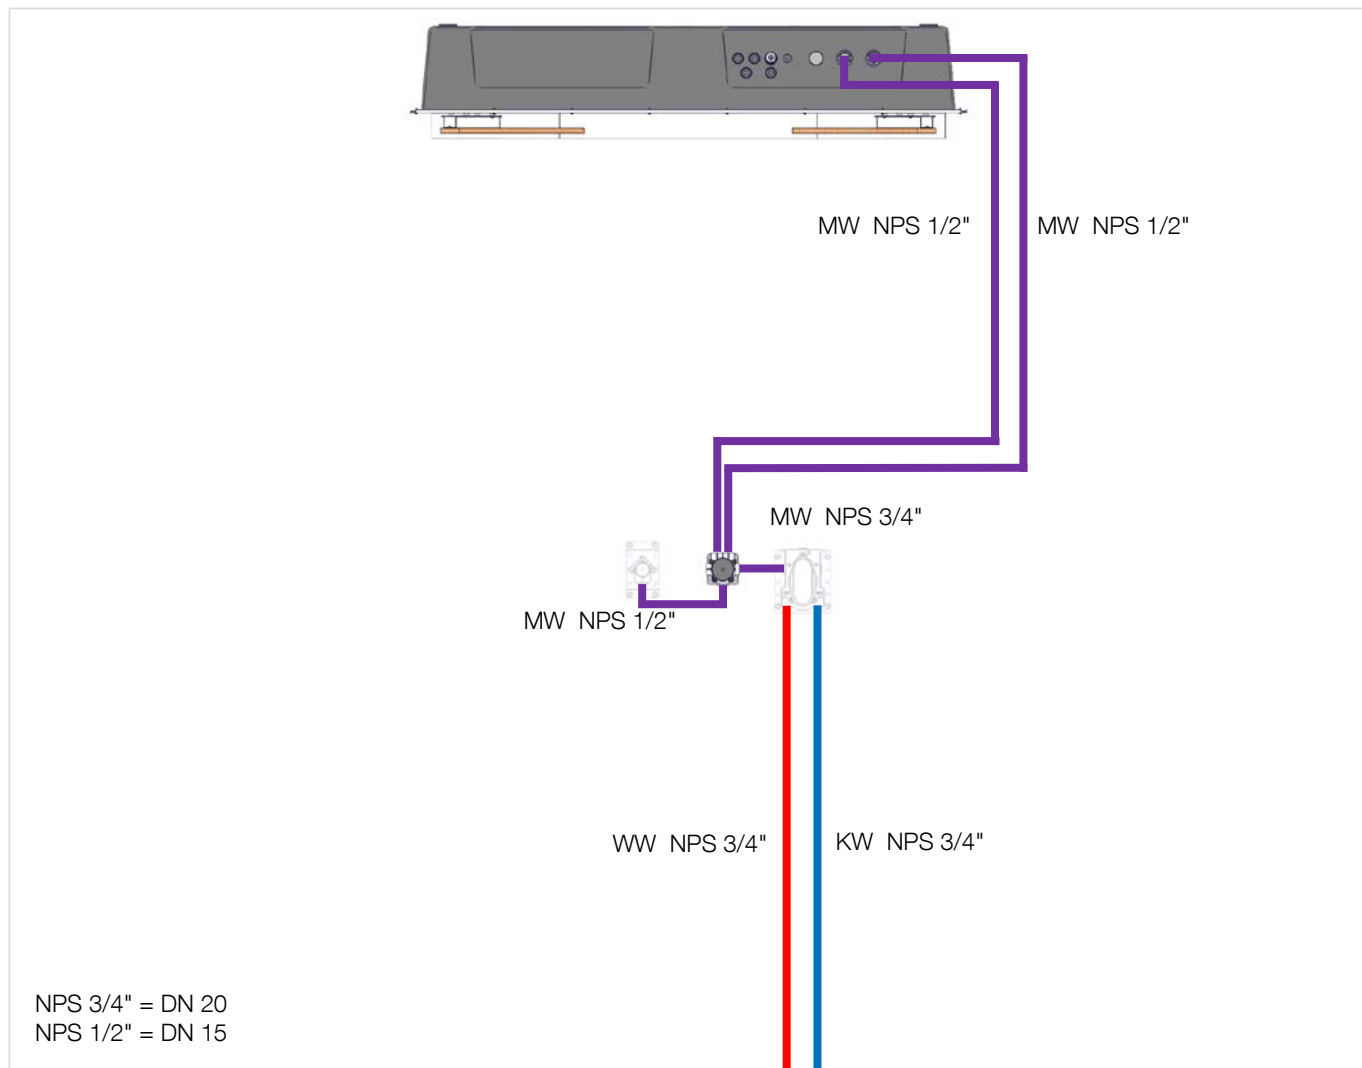 MW NPS 1/2"
MW NPS 1/2"
MW NPS 3/4"
MW NPS 1/2"
WW NPS 3/4"
KW NPS 3/4"
NPS 3/4" = DN 20
NPS 1/2" = DN 15